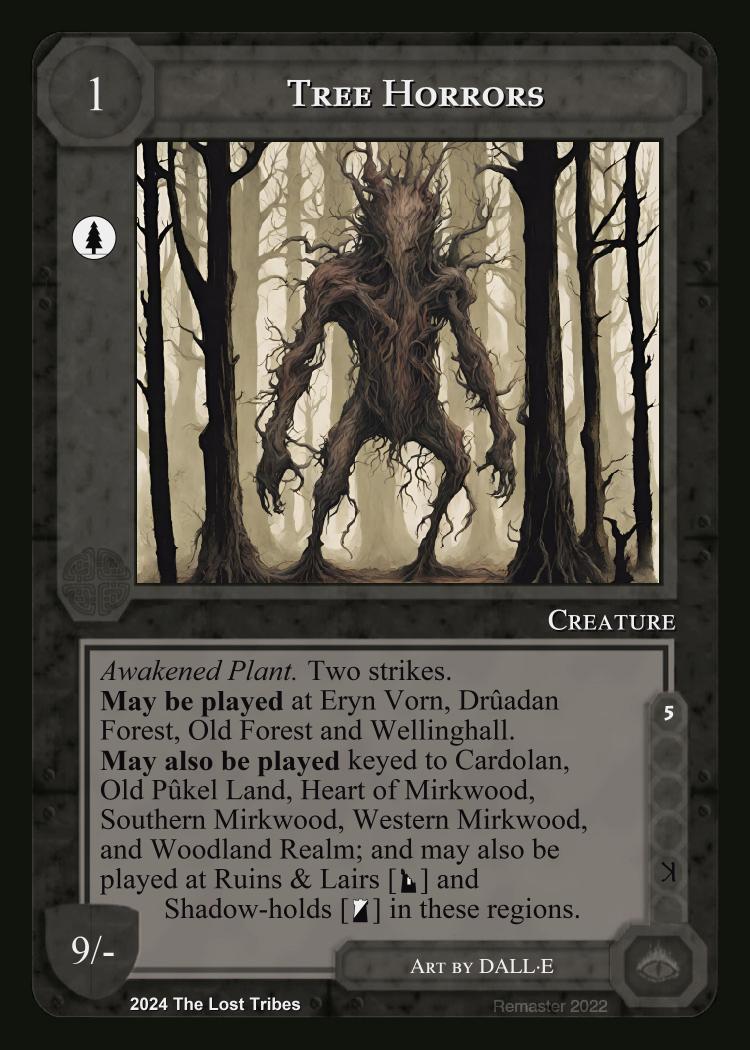 1
Tree Horrors
Creature
Awakened Plant. Two strikes.
May be played at Eryn Vorn, Drûadan
Forest, Old Forest and Wellinghall.
May also be played keyed to Cardolan,
Old Pûkel Land, Heart of Mirkwood,
Southern Mirkwood, Western Mirkwood,
and Woodland Realm; and may also be
played at Ruins & Lairs [ ] and
Shadow-holds [ ] in these regions.
5
9/-
Art by DALL·E
2024 The Lost Tribes
Remaster 2022